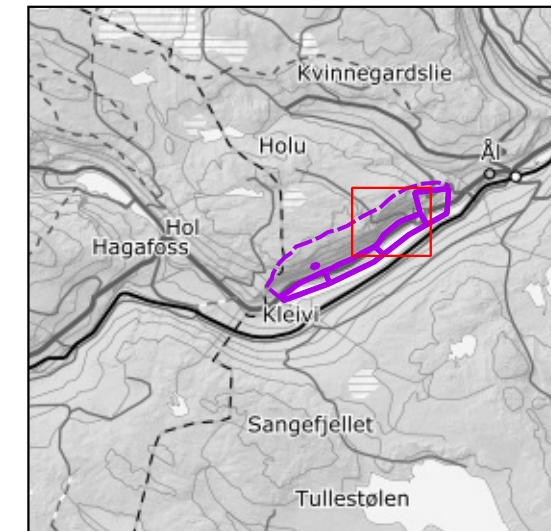 Kvinnegardslie
Holu
Ål
Hol
Hagafoss
Kleivi
Sangefjellet
Tullestølen